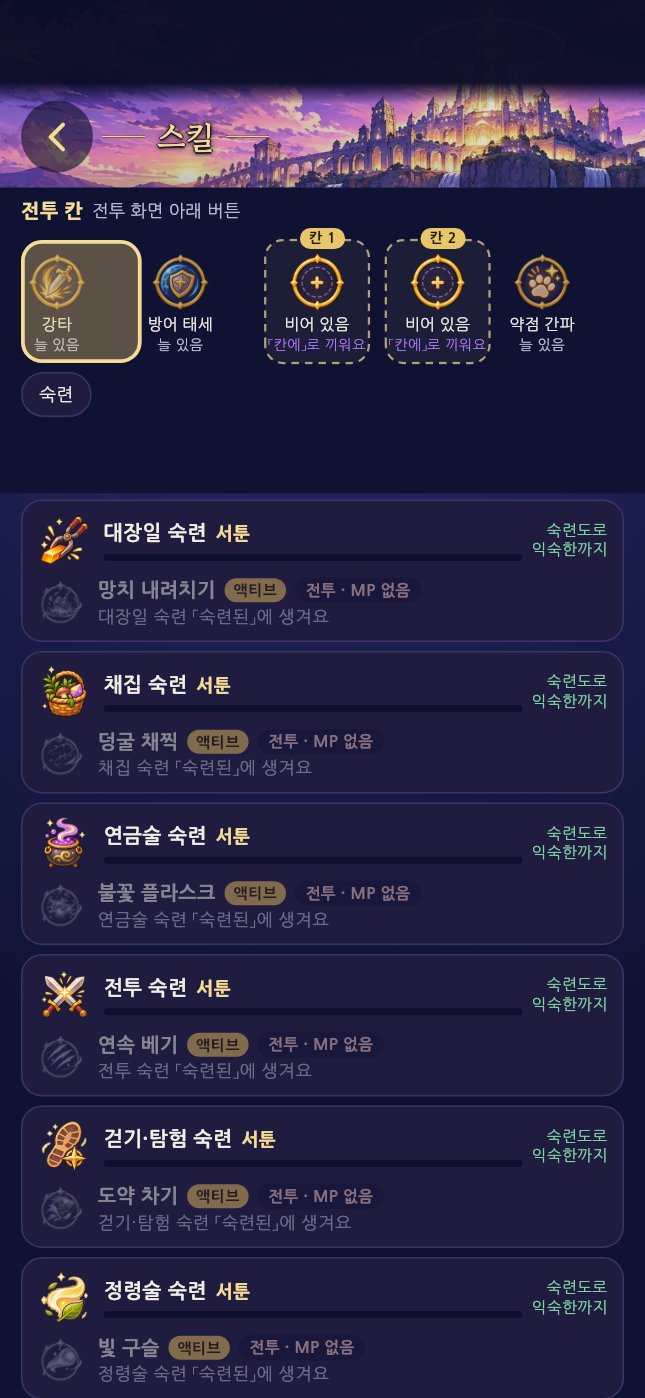 스킬
전투 칸 전투 화면 아래 버튼
칸 1 칸 2
강타 방어 태세 비어 있음 비어 있음 약점 간파
늘 있음 늘 있음 「칸에」로 끼워요 「칸에」로 끼워요 늘 있음
숙련
대장일 숙련 서툰 숙련도로
익숙한까지
망치 내려치기 액티브 전투 · MP 없음
대장일 숙련 「숙련된」에 생겨요
채집 숙련 서툰 숙련도로
익숙한까지
덩굴 채찍 액티브 전투 · MP 없음
채집 숙련 「숙련된」에 생겨요
연금술 숙련 서툰 숙련도로
익숙한까지
불꽃 플라스크 액티브 전투 · MP 없음
연금술 숙련 「숙련된」에 생겨요
전투 숙련 서툰 숙련도로
익숙한까지
연속 베기 액티브 전투 · MP 없음
전투 숙련 「숙련된」에 생겨요
걷기·탐험 숙련 서툰 숙련도로
익숙한까지
도약 차기 액티브 전투 · MP 없음
걷기·탐험 숙련 「숙련된」에 생겨요
정령술 숙련 서툰 숙련도로
익숙한까지
빛 구슬 액티브 전투 · MP 없음
정령술 숙련 「숙련된」에 생겨요